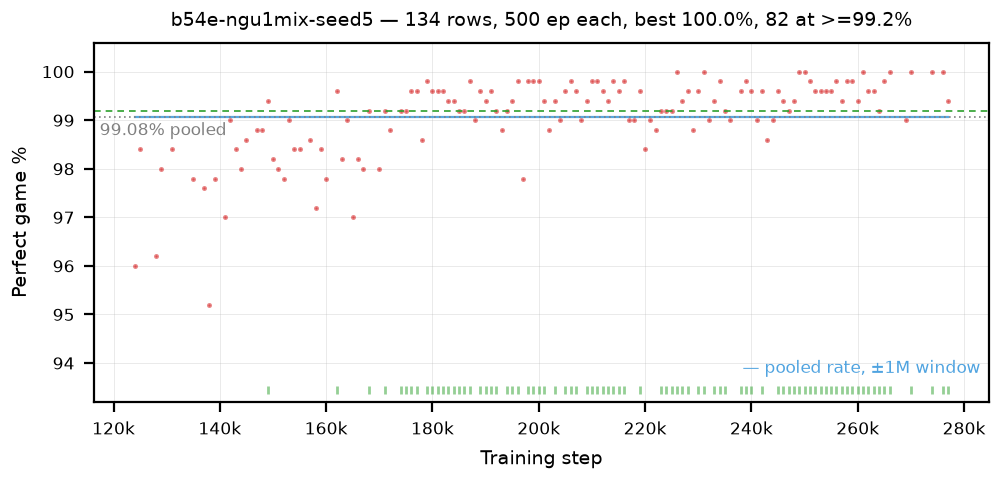 b54e-ngu1mix-seed5 — 134 rows, 500 ep each, best 100.0%, 82 at >=99.2%
Perfect game %
100
99
98
97
96
95
94
99.08% pooled
— pooled rate, ±1M window
120k
140k
160k
180k
200k
220k
240k
260k
280k
Training step